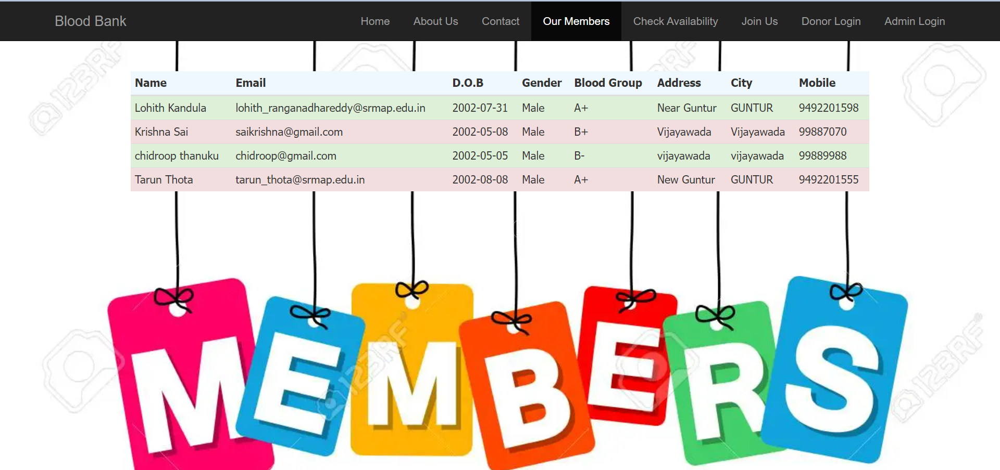 Blood Bank Home About Us Contact Our Members Check Availability Join Us Donor Login Admin Login
Name Email D.O.B Gender Blood Group Address City Mobile
Lohith Kandula lohith_ranganadhareddy@srmap.edu.in 2002-07-31 Male A+ Near Guntur GUNTUR 9492201598
Krishna Sai saikrishna@gmail.com 2002-05-08 Male B+ Vijayawada Vijayawada 99887070
chidroop thanuku chidroop@gmail.com 2002-05-05 Male B- vijayawada vijayawada 99889988
Tarun Thota tarun_thota@srmap.edu.in 2002-08-08 Male A+ New Guntur GUNTUR 9492201555
MEMBERS
123RF
123RF
123RF
123RF